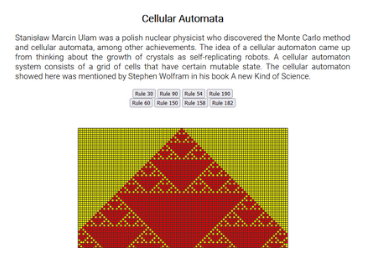 Cellular Automata
Stanislaw Marcin Ulam was a polish nuclear physicist who discovered the Monte Carlo method
and cellular automata, among other achievements. The idea of a cellular automaton came up
from thinking about the growth of crystals as self-replicating robots. A cellular automaton
system consists of a grid of cells that have certain mutable state. The cellular automaton
showed here was mentioned by Stephen Wolfram in his book A new Kind of Science.
Rule 30 Rule 90 Rule 54 Rule 190
Rule 60 Rule 150 Rule 158 Rule 182